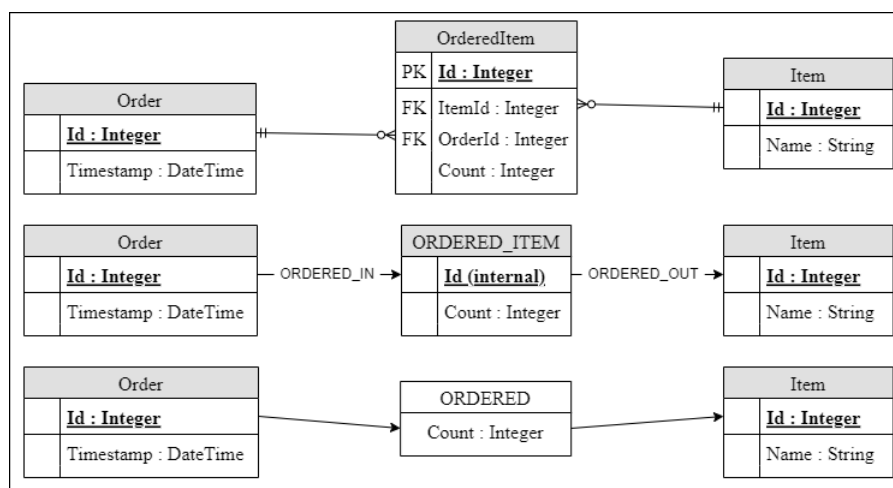 OrderedItem
PK Id : Integer
FK ItemId : Integer
FK OrderId : Integer
Count : Integer
Order
Id : Integer
Timestamp : DateTime
Item
Id : Integer
Name : String
Order
Id : Integer
Timestamp : DateTime
ORDERED_IN
ORDERED_ITEM
Id (internal)
Count : Integer
ORDERED_OUT
Item
Id : Integer
Name : String
Order
Id : Integer
Timestamp : DateTime
ORDERED
Count : Integer
Item
Id : Integer
Name : String